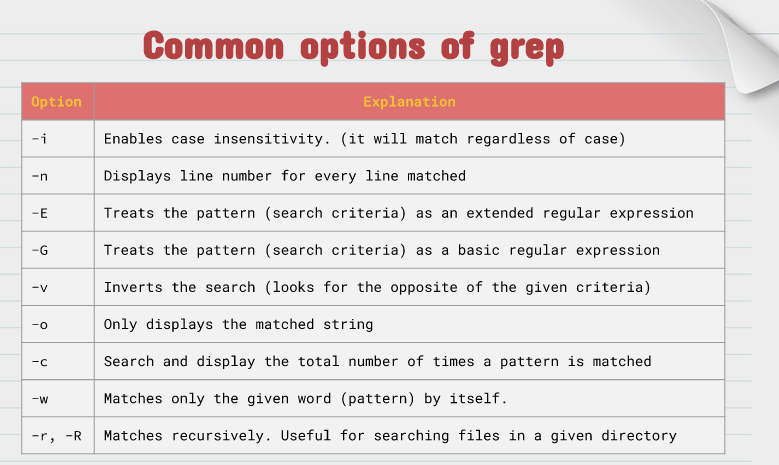 Common options of grep
Option Explanation
-i Enables case insensitivity. (it will match regardless of case)
-n Displays line number for every line matched
-E Treats the pattern (search criteria) as an extended regular expression
-G Treats the pattern (search criteria) as a basic regular expression
-v Inverts the search (looks for the opposite of the given criteria)
-o Only displays the matched string
-c Search and display the total number of times a pattern is matched
-w Matches only the given word (pattern) by itself.
-r, -R Matches recursively. Useful for searching files in a given directory